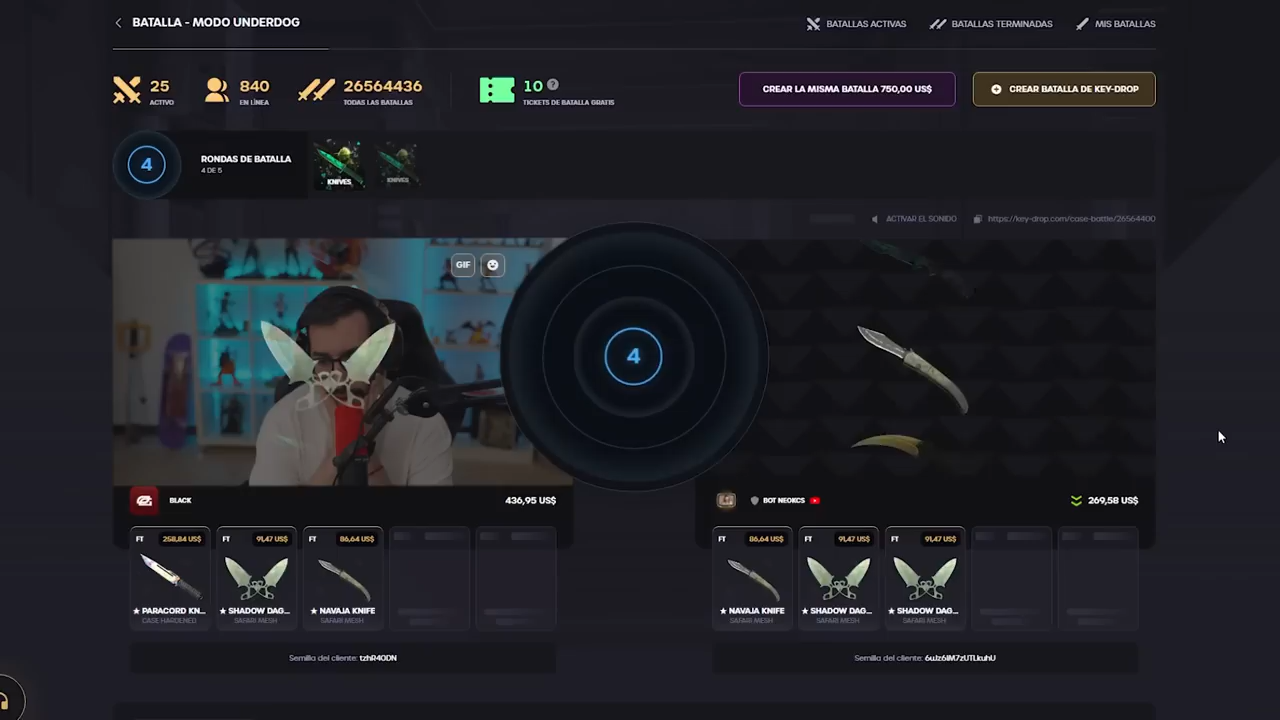 BATALLA - MODO UNDERDOG
BATALLAS ACTIVAS
BATALLAS TERMINADAS
MIS BATALLAS
25
ACTIVO
840
EN LÍNEA
26564436
TODAS LAS BATALLAS
10
TICKETS DE BATALLA GRATIS
CREAR LA MISMA BATALLA 750,00 US$
CREAR BATALLA DE KEY-DROP
4
RONDAS DE BATALLA
4 DE 5
KNIVES
KNIVES
ACTIVAR EL SONIDO
https://key-drop.com/case-battle/26564400
GIF
4
BLACK
436,95 US$
BOT NEOKCS
269,58 US$
FT 258,84 US$
★ PARACORD KN...
CASE HARDENED
FT 91,47 US$
★ SHADOW DAG...
SAFARI MESH
FT 86,64 US$
★ NAVAJA KNIFE
SAFARI MESH
FT 86,64 US$
★ NAVAJA KNIFE
SAFARI MESH
FT 91,47 US$
★ SHADOW DAG...
SAFARI MESH
FT 91,47 US$
★ SHADOW DAG...
SAFARI MESH
Semilla del cliente: tzhR4GDN
Semilla del cliente: